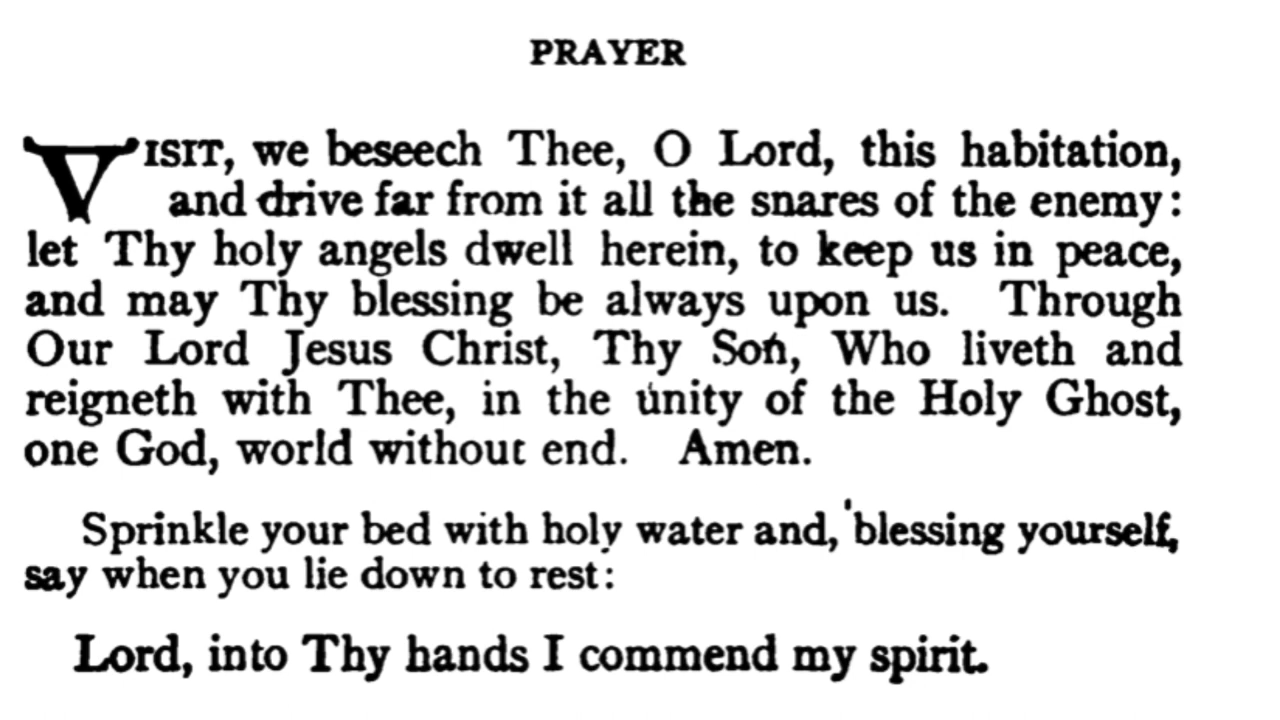 PRAYER
VISIT, we beseech Thee, O Lord, this habitation,
and drive far from it all the snares of the enemy:
let Thy holy angels dwell herein, to keep us in peace,
and may Thy blessing be always upon us. Through
Our Lord Jesus Christ, Thy Son, Who liveth and
reigneth with Thee, in the unity of the Holy Ghost,
one God, world without end. Amen.
Sprinkle your bed with holy water and, blessing yourself,
say when you lie down to rest:
Lord, into Thy hands I commend my spirit.